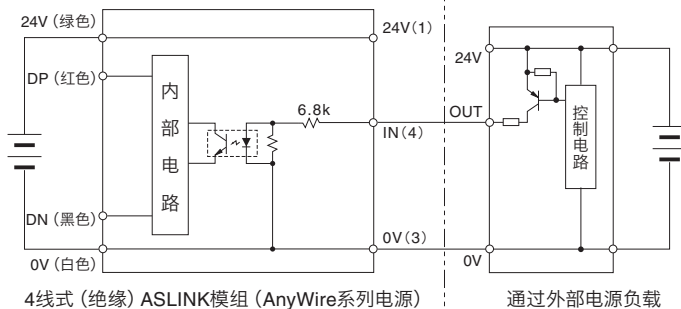 24V (绿色)
24V(1)
DP (红色)
24V
内部电路
6.8k
OUT
控制电路
IN(4)
DN (黑色)
0V(3)
0V (白色)
0V
4线式 (绝缘) ASLINK模组 (AnyWire系列电源)
通过外部电源负载